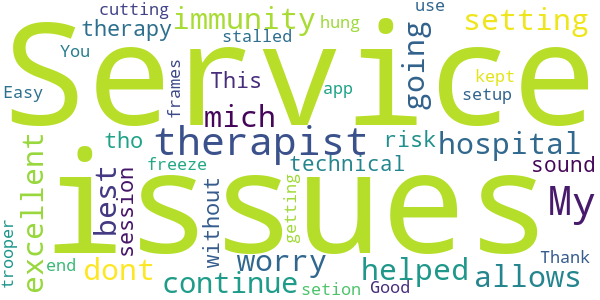 cutting
use
therapy
immunity
hung
setting
stalled
You
Service
going
Easy
frames
This
app
kept
setup
mich
therapist
tho
risk
hospital
excellent
best
session
freeze
technical
sound
issues
without
getting
My
trooper
dont
worry
helped
allows
Thank
end
continue
setion
Good